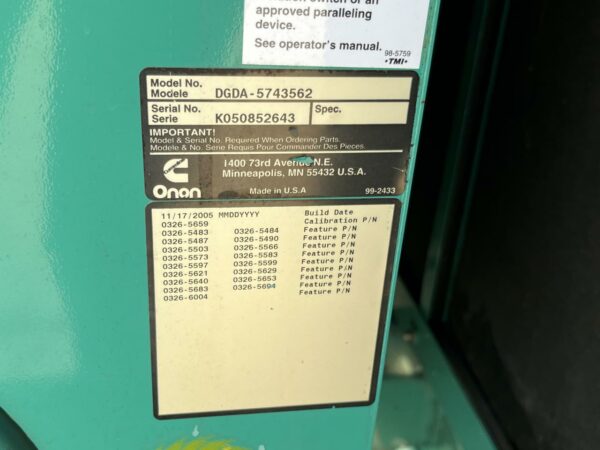 approved paralleling
device.
See operator's manual.
98-5759
•TMI•
Model No.
Modele DGDA-5743562
Serial No. Spec.
Serie K050852643
IMPORTANT!
Model & Serial No. Required When Ordering Parts.
Modele & No. Serie Requis Pour Commander Des Pieces.
1400 73rd Avenue N.E.
Minneapolis, MN 55432 U.S.A.
Onan Made in U.S.A 99-2433
11/17/2005 MMDDYYYY Build Date
0326-5659 Calibration P/N
0326-5483 0326-5484 Feature P/N
0326-5487 0326-5490 Feature P/N
0326-5503 0326-5566 Feature P/N
0326-5573 0326-5583 Feature P/N
0326-5597 0326-5599 Feature P/N
0326-5621 0326-5629 Feature P/N
0326-5640 0326-5653 Feature P/N
0326-5683 0326-5694 Feature P/N
0326-6004 Feature P/N